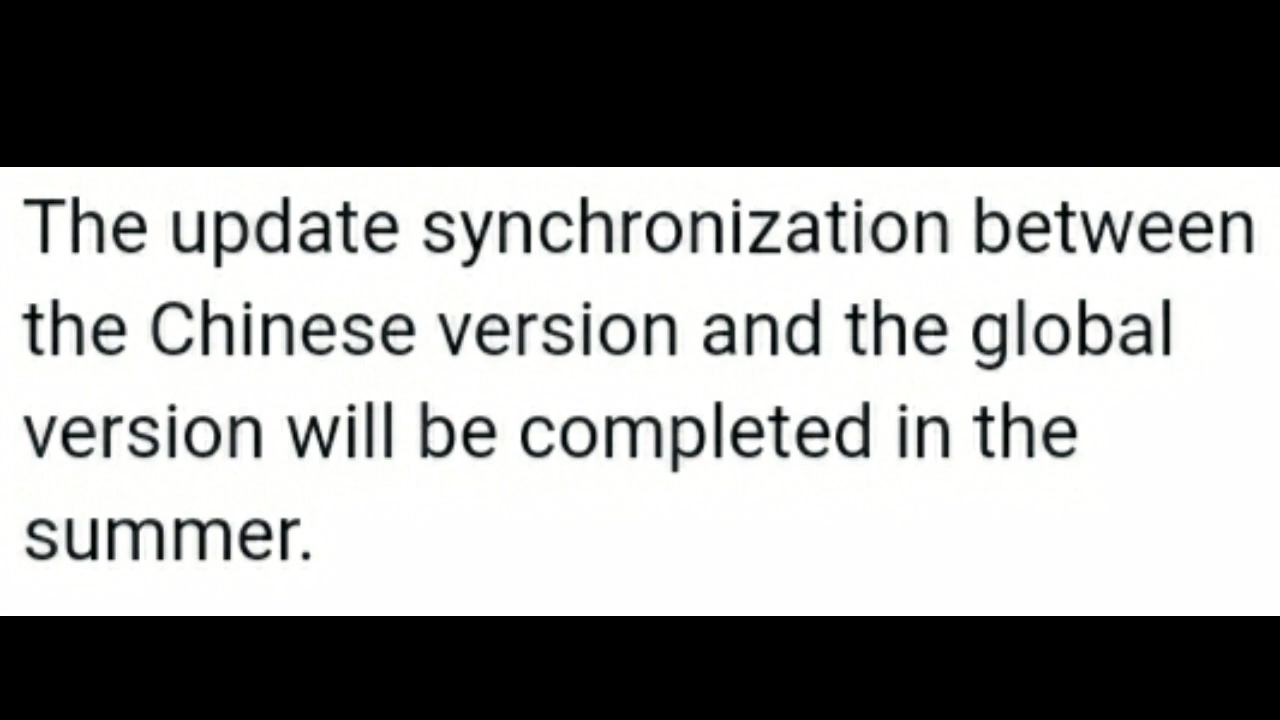 The update synchronization between
the Chinese version and the global
version will be completed in the
summer.